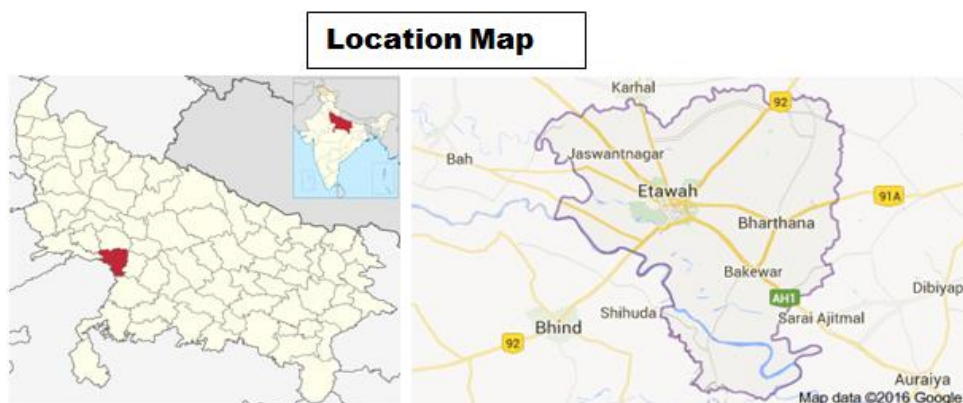 Location Map
Karhal
92
Bah
Jaswantnagar
Etawah
91A
Bharthana
Bakewar
Dibiyap
AH1
Shihuda
Sarai Ajitmal
Bhind
92
Auraiya
Map data ©2016 Google